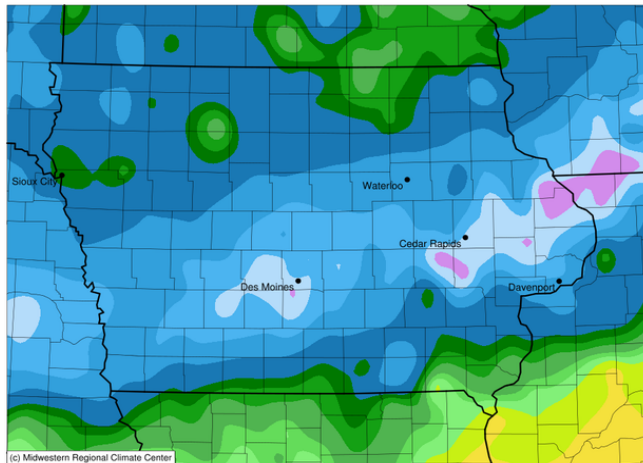 Sioux City
Waterloo
Cedar Rapids
Des Moines
Davenport
(c) Midwestern Regional Climate Center